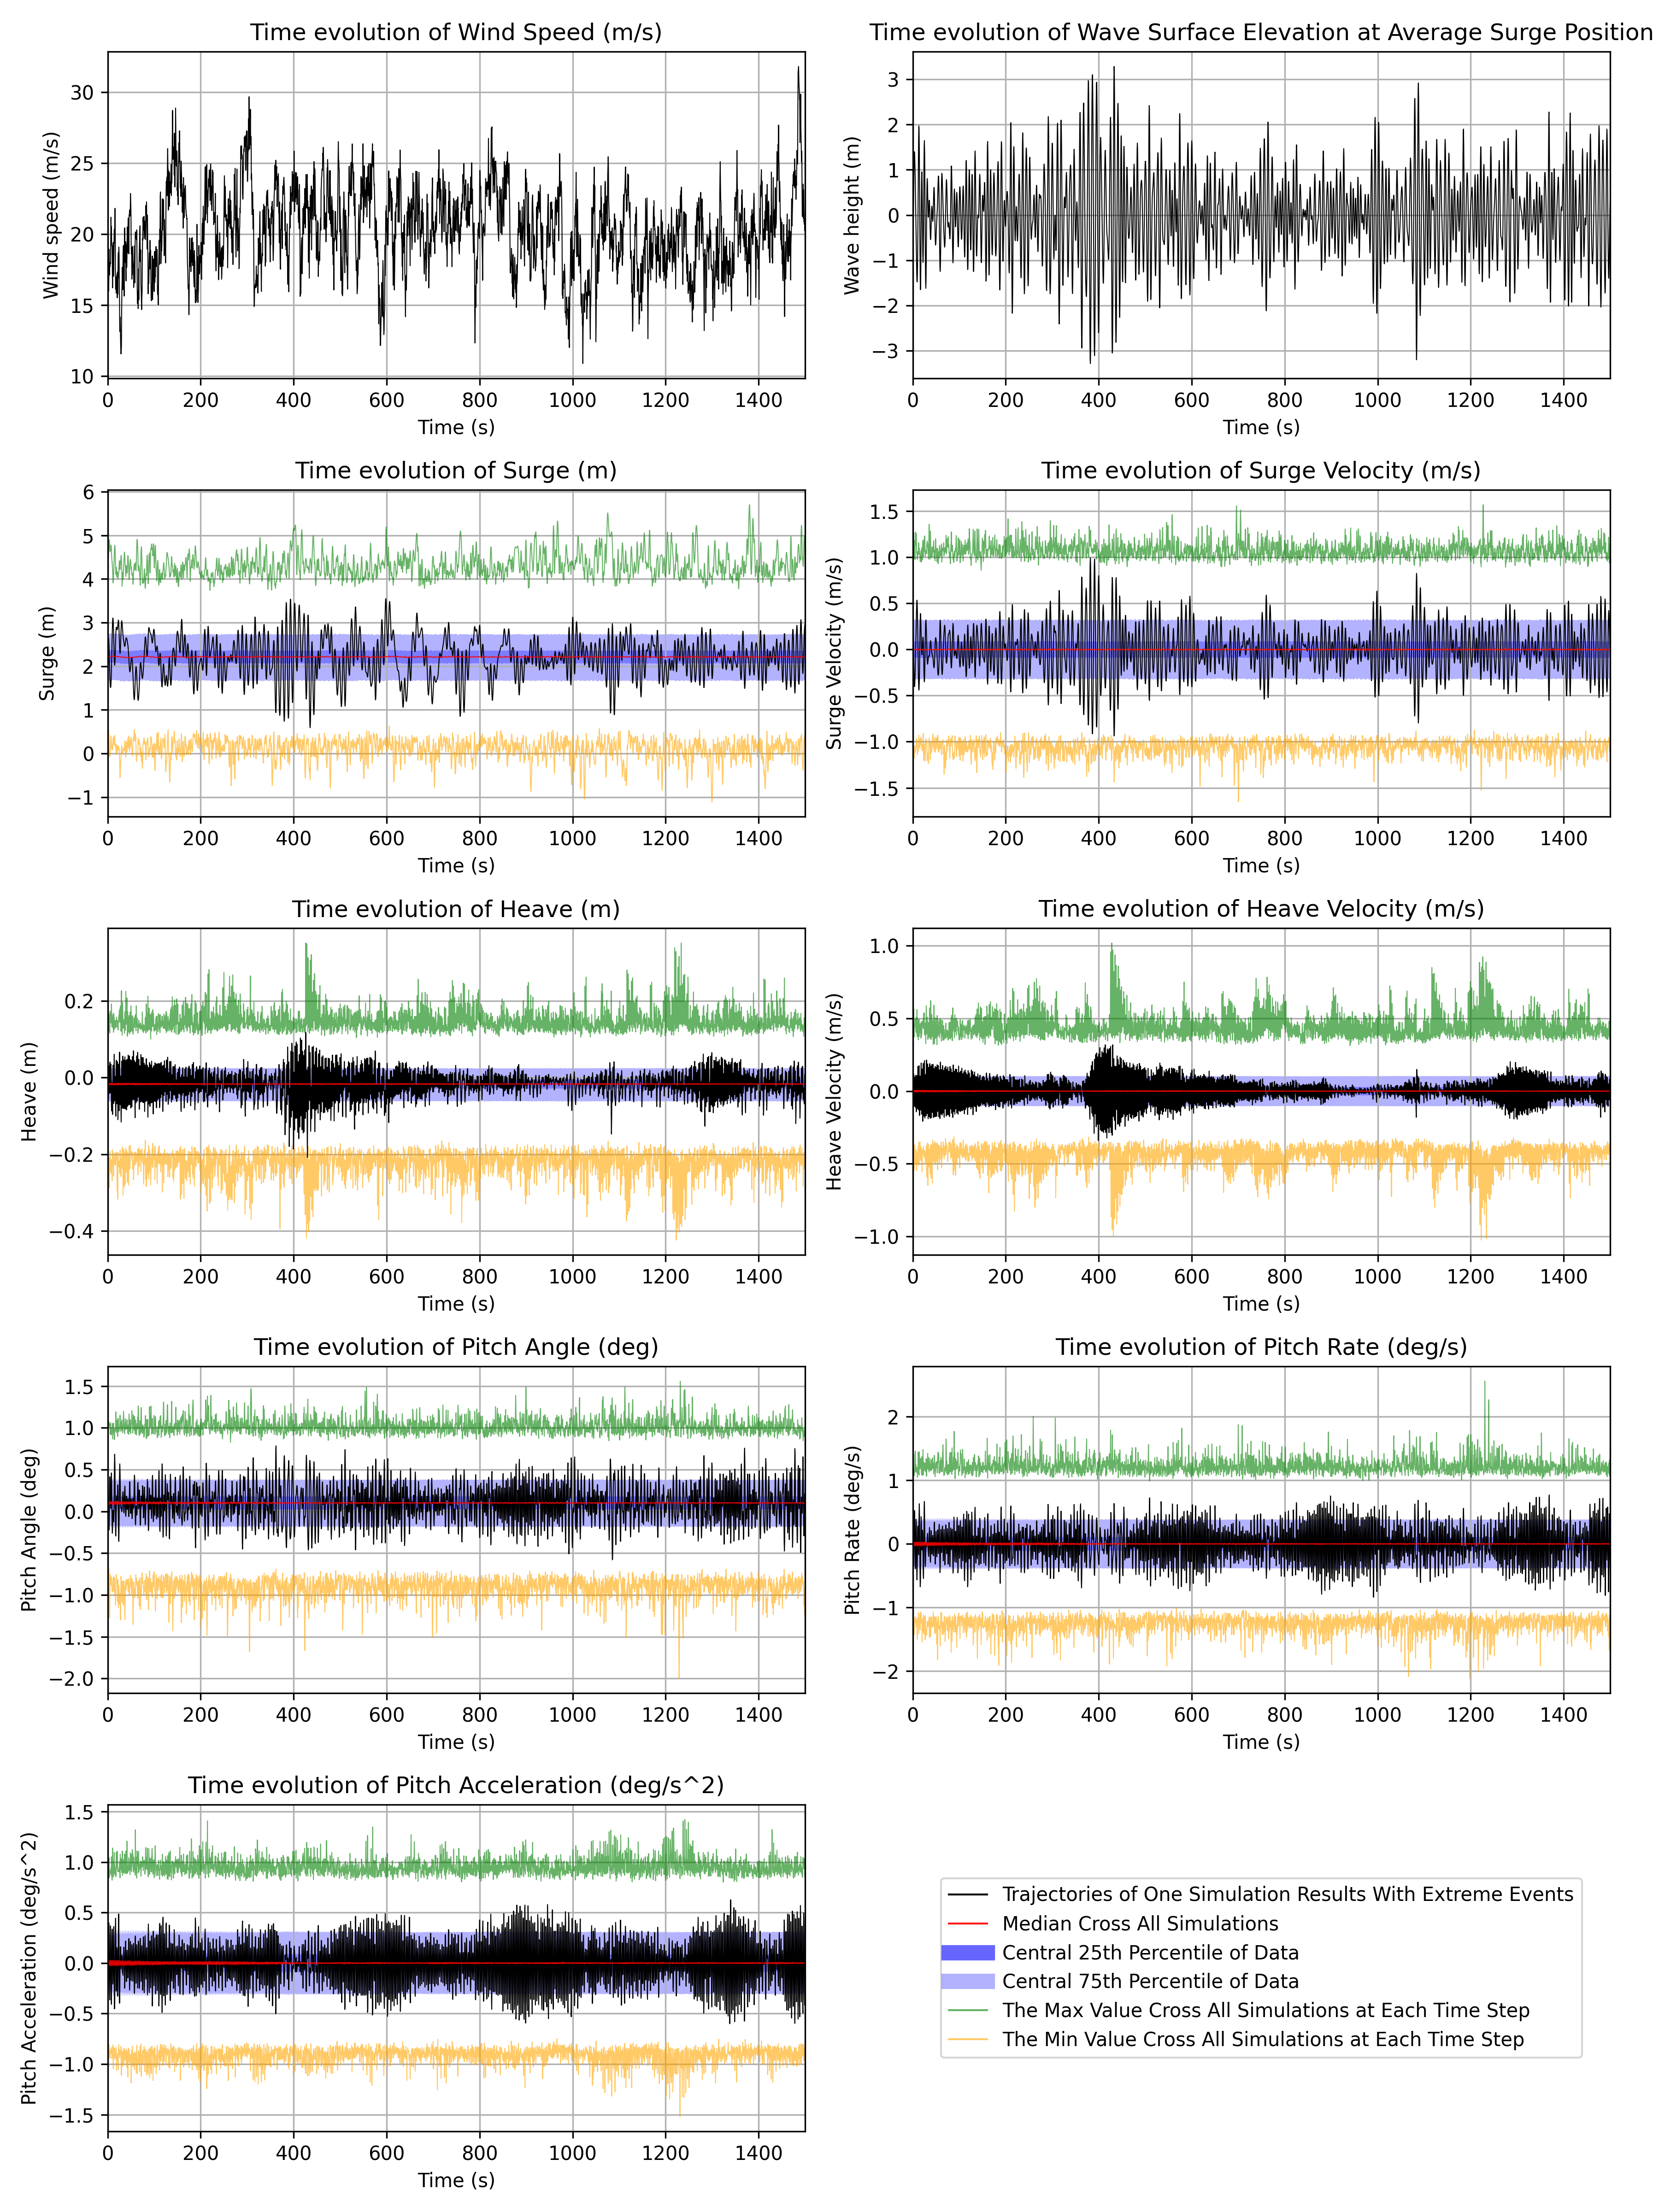 Time evolution of Wind Speed (m/s)
Wind speed (m/s)
30
25
20
15
10
0 200 400 600 800 1000 1200 1400
Time (s)
Time evolution of Wave Surface Elevation at Average Surge Position
Wave height (m)
3
2
1
0
−1
−2
−3
0 200 400 600 800 1000 1200 1400
Time (s)
Time evolution of Surge (m)
Surge (m)
6
5
4
3
2
1
0
−1
0 200 400 600 800 1000 1200 1400
Time (s)
Time evolution of Surge Velocity (m/s)
Surge Velocity (m/s)
1.5
1.0
0.5
0.0
−0.5
−1.0
−1.5
0 200 400 600 800 1000 1200 1400
Time (s)
Time evolution of Heave (m)
Heave (m)
0.2
0.0
−0.2
−0.4
0 200 400 600 800 1000 1200 1400
Time (s)
Time evolution of Heave Velocity (m/s)
Heave Velocity (m/s)
1.0
0.5
0.0
−0.5
−1.0
0 200 400 600 800 1000 1200 1400
Time (s)
Time evolution of Pitch Angle (deg)
Pitch Angle (deg)
1.5
1.0
0.5
0.0
−0.5
−1.0
−1.5
−2.0
0 200 400 600 800 1000 1200 1400
Time (s)
Time evolution of Pitch Rate (deg/s)
Pitch Rate (deg/s)
2
1
0
−1
−2
0 200 400 600 800 1000 1200 1400
Time (s)
Time evolution of Pitch Acceleration (deg/s^2)
Pitch Acceleration (deg/s^2)
1.5
1.0
0.5
0.0
−0.5
−1.0
−1.5
0 200 400 600 800 1000 1200 1400
Time (s)
Trajectories of One Simulation Results With Extreme Events
Median Cross All Simulations
Central 25th Percentile of Data
Central 75th Percentile of Data
The Max Value Cross All Simulations at Each Time Step
The Min Value Cross All Simulations at Each Time Step